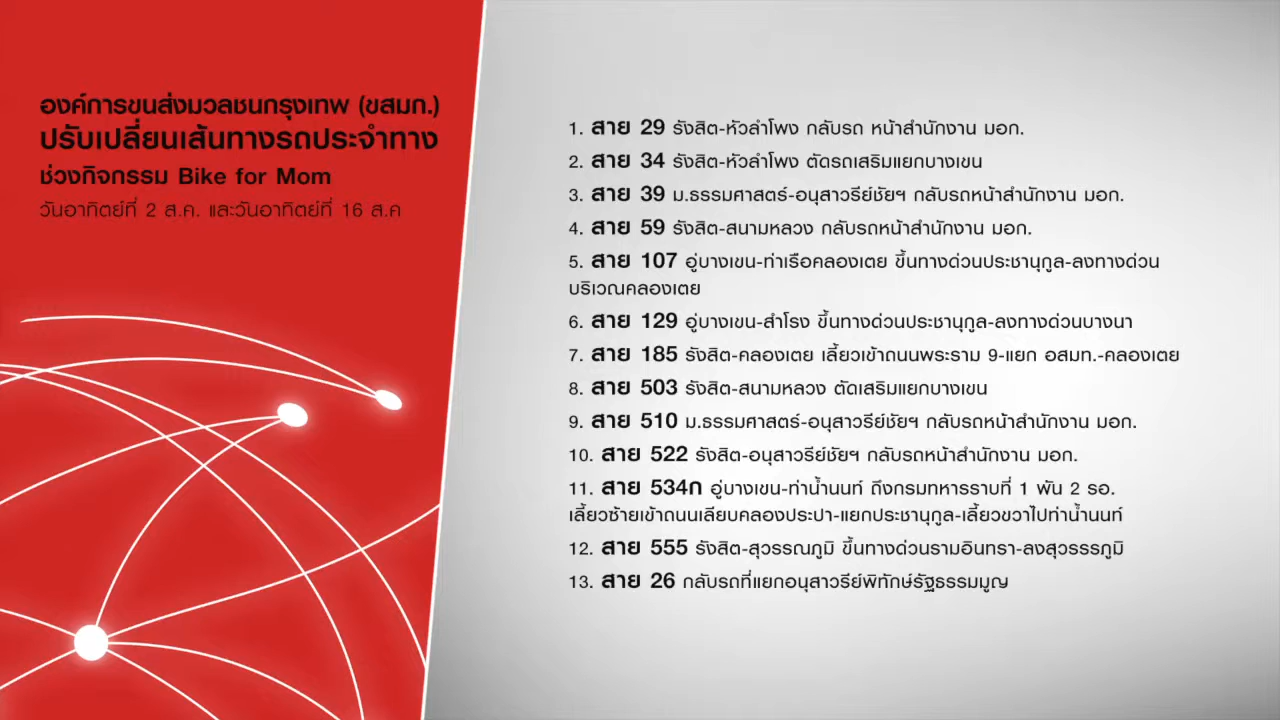 องค์การขนส่งมวลชนกรุงเทพ (ขสมก.)
ปรับเปลี่ยนเส้นทางรถประจำทาง
ช่วงกิจกรรม Bike for Mom
วันอาทิตย์ที่ 2 ส.ค. และวันอาทิตย์ที่ 16 ส.ค
1. สาย 29 รังสิต-หัวลำโพง กลับรถ หน้าสำนักงาน มอก.
2. สาย 34 รังสิต-หัวลำโพง ตัดรถเสริมแยกบางเขน
3. สาย 39 ม.ธรรมศาสตร์-อนุสาวรีย์ชัยฯ กลับรถหน้าสำนักงาน มอก.
4. สาย 59 รังสิต-สนามหลวง กลับรถหน้าสำนักงาน มอก.
5. สาย 107 อู่บางเขน-ท่าเรือคลองเตย ขึ้นทางด่วนประชานุกูล-ลงทางด่วน
บริเวณคลองเตย
6. สาย 129 อู่บางเขน-สำโรง ขึ้นทางด่วนประชานุกูล-ลงทางด่วนบางนา
7. สาย 185 รังสิต-คลองเตย เลี้ยวเข้าถนนพระราม 9-แยก อสมท.-คลองเตย
8. สาย 503 รังสิต-สนามหลวง ตัดเสริมแยกบางเขน
9. สาย 510 ม.ธรรมศาสตร์-อนุสาวรีย์ชัยฯ กลับรถหน้าสำนักงาน มอก.
10. สาย 522 รังสิต-อนุสาวรีย์ชัยฯ กลับรถหน้าสำนักงาน มอก.
11. สาย 534ก อู่บางเขน-ท่าน้ำนนท์ ถึงกรมทหารราบที่ 1 พัน 2 รอ.
เลี้ยวซ้ายเข้าถนนเลียบคลองประปา-แยกประชานุกูล-เลี้ยวขวาไปท่าน้ำนนท์
12. สาย 555 รังสิต-สุวรรณภูมิ ขึ้นทางด่วนรามอินทรา-ลงสุวรรรภูมิ
13. สาย 26 กลับรถที่แยกอนุสาวรีย์พิทักษ์รัฐธรรมมูญ